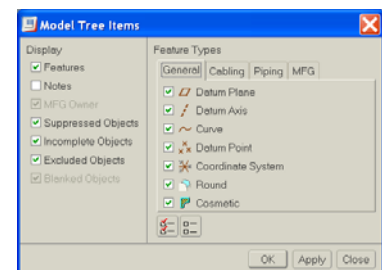 Model Tree Items
Display
Features
Notes
MFG Owner
Suppressed Objects
Incomplete Objects
Excluded Objects
Blanked Objects
Feature Types
General Cabling Piping MFG
Datum Plane
Datum Axis
Curve
Datum Point
Coordinate System
Round
Cosmetic
OK Apply Close